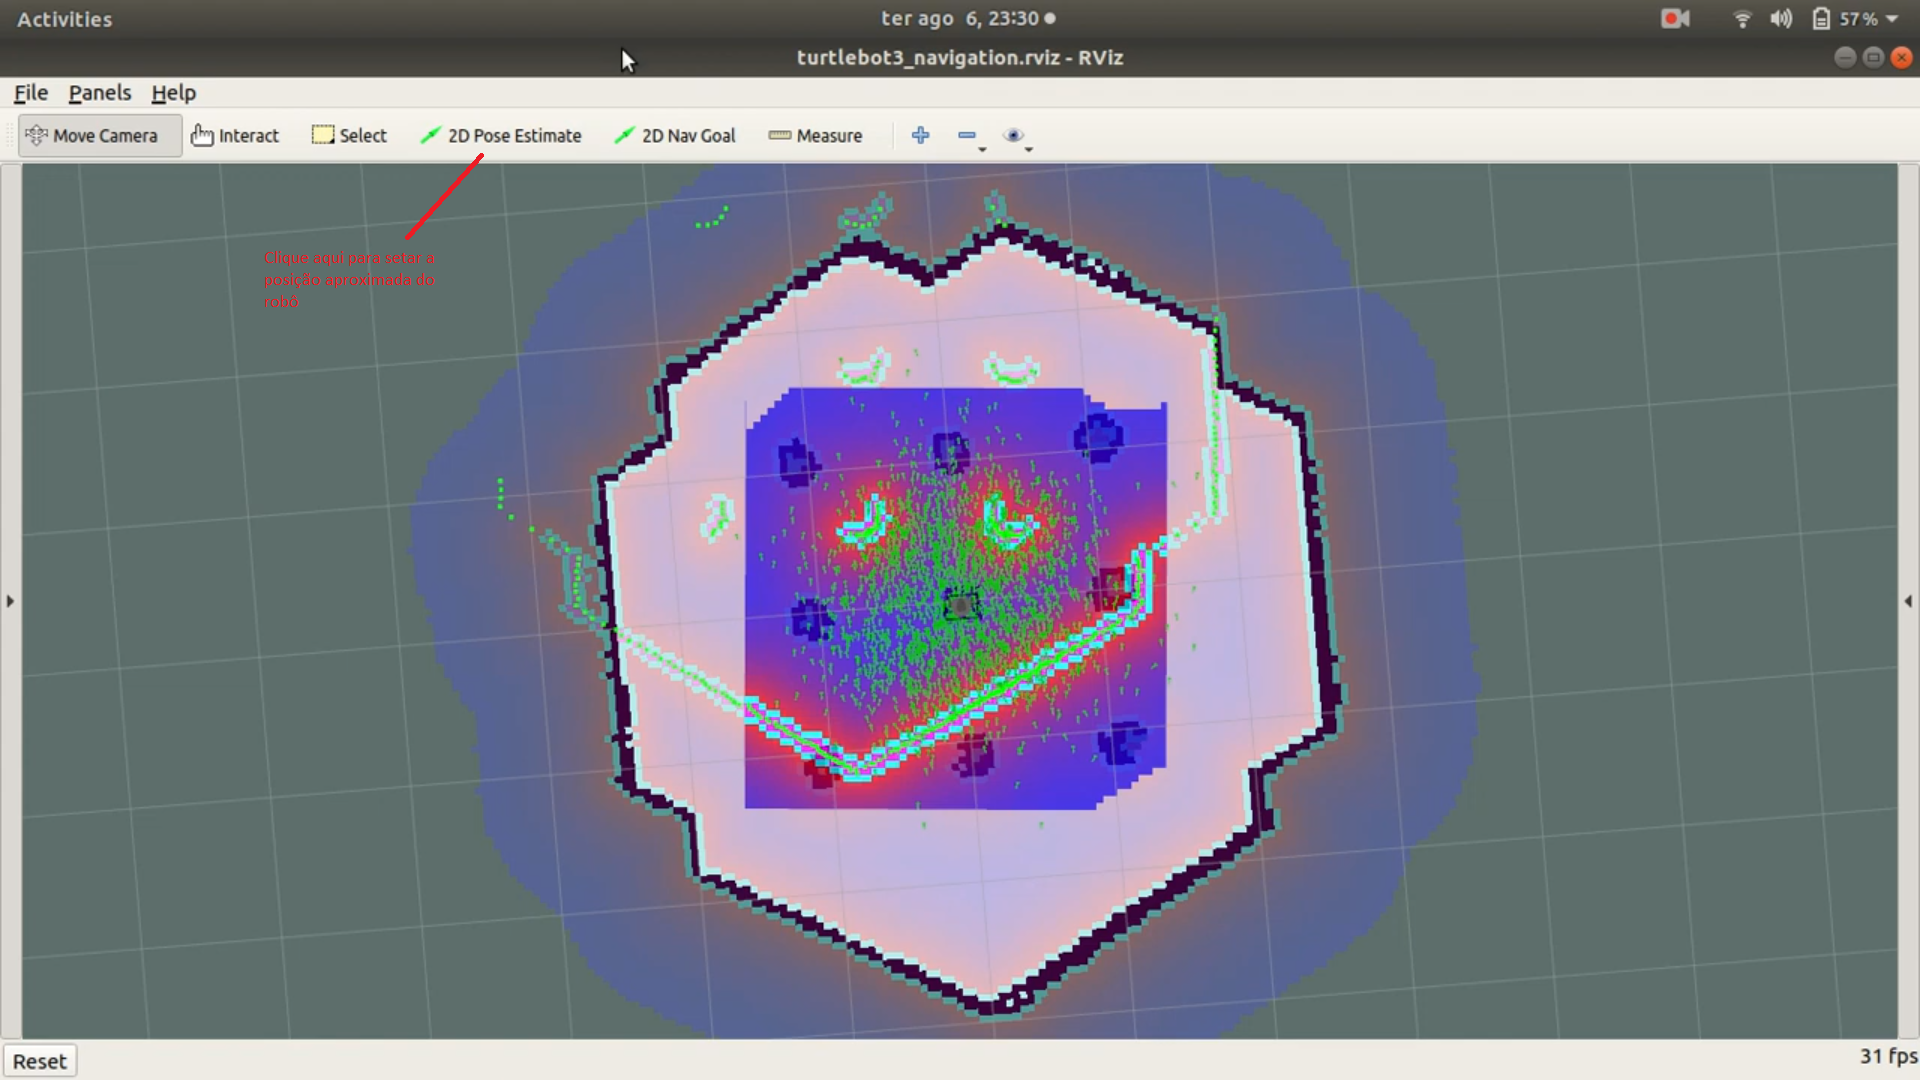 Activities
ter ago 6, 23:30
57 %
turtlebot3_navigation.rviz - RViz
File Panels Help
Move Camera Interact Select 2D Pose Estimate 2D Nav Goal Measure
Clique aqui para setar a
posição aproximada do
robô
Reset
31 fps